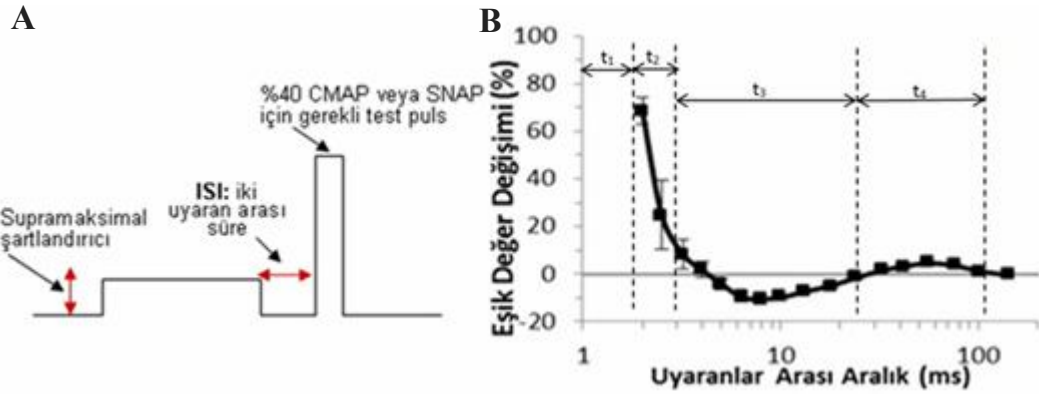 A
%40 CMAP veya SNAP
için gerekli test puls
ISI: iki
uyaran arası
süre
Supramaksimal
şartlandırıcı
B
Eşik Değer Değişimi (%)
100
80
60
40
20
0
-20
t₁
t₂
t₃
t₄
1
10
100
Uyaranlar Arası Aralık (ms)